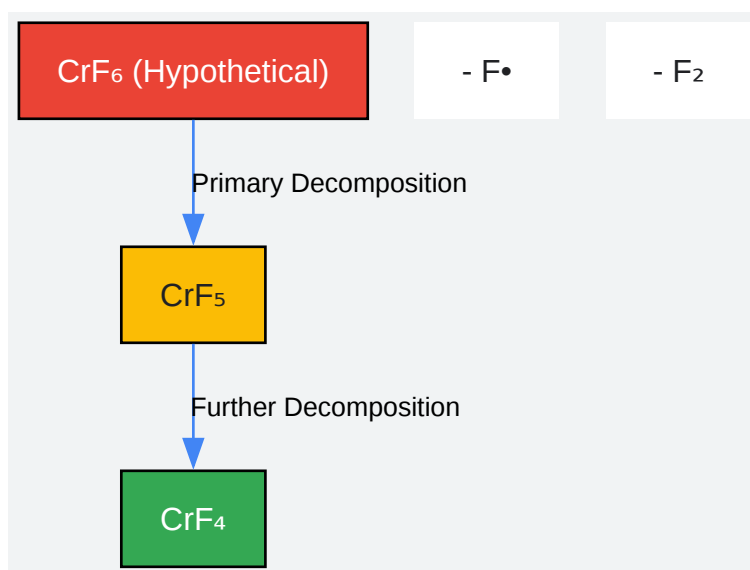 CrF₆ (Hypothetical)
- F•
- F₂
Primary Decomposition
CrF₅
Further Decomposition
CrF₄